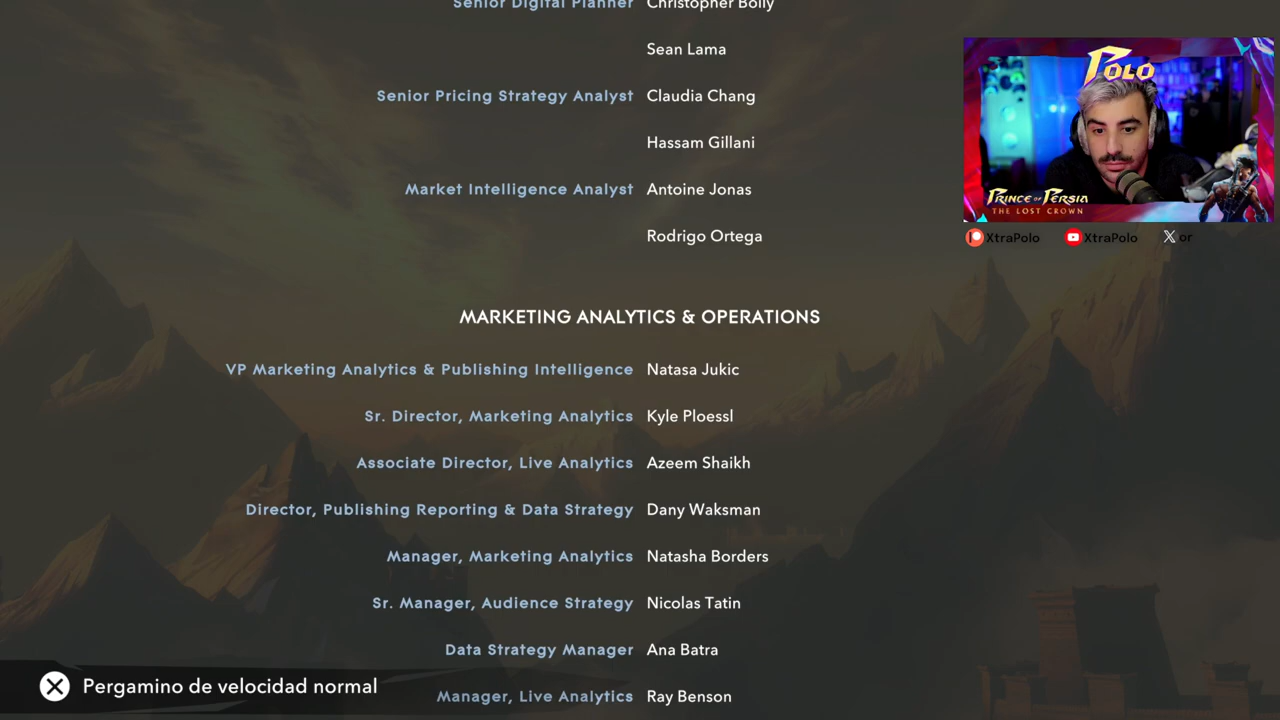 Senior Digital Planner Christopher Bolly
Sean Lama
Senior Pricing Strategy Analyst Claudia Chang
Hassam Gillani
Market Intelligence Analyst Antoine Jonas
Rodrigo Ortega
MARKETING ANALYTICS & OPERATIONS
VP Marketing Analytics & Publishing Intelligence Natasa Jukic
Sr. Director, Marketing Analytics Kyle Ploessl
Associate Director, Live Analytics Azeem Shaikh
Director, Publishing Reporting & Data Strategy Dany Waksman
Manager, Marketing Analytics Natasha Borders
Sr. Manager, Audience Strategy Nicolas Tatin
Data Strategy Manager Ana Batra
Manager, Live Analytics Ray Benson
Pergamino de velocidad normal
POLO
PRINCE OF PERSIA
THE LOST CROWN
XtraPolo XtraPolo X or